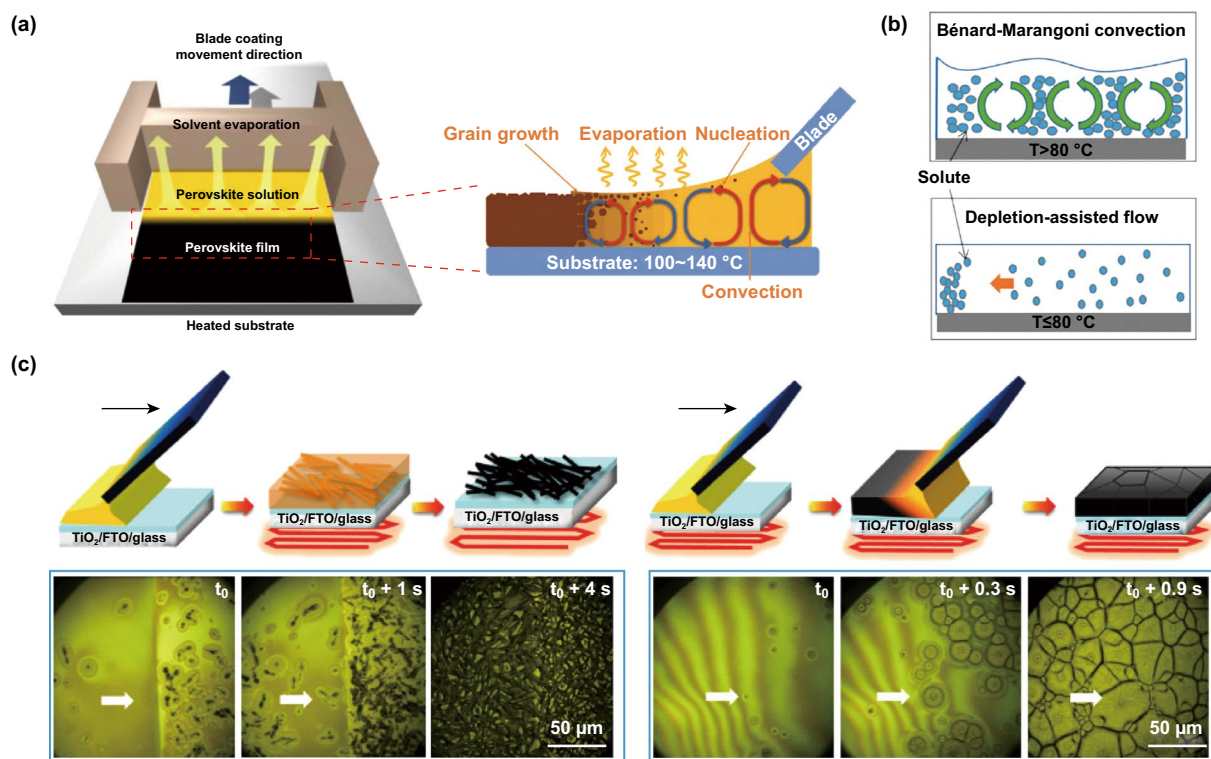 (a)
Blade coating
movement direction
Solvent evaporation
Perovskite solution
Perovskite film
Heated substrate
Grain growth
Evaporation
Nucleation
Blade
Substrate: 100~140 °C
Convection
(b)
Bénard-Marangoni convection
T>80 °C
Solute
Depletion-assisted flow
T≤80 °C
(c)
TiO2/FTO/glass
TiO2/FTO/glass
TiO2/FTO/glass
TiO2/FTO/glass
TiO2/FTO/glass
TiO2/FTO/glass
t0
t0 + 1 s
t0 + 4 s
50 µm
t0
t0 + 0.3 s
t0 + 0.9 s
50 µm